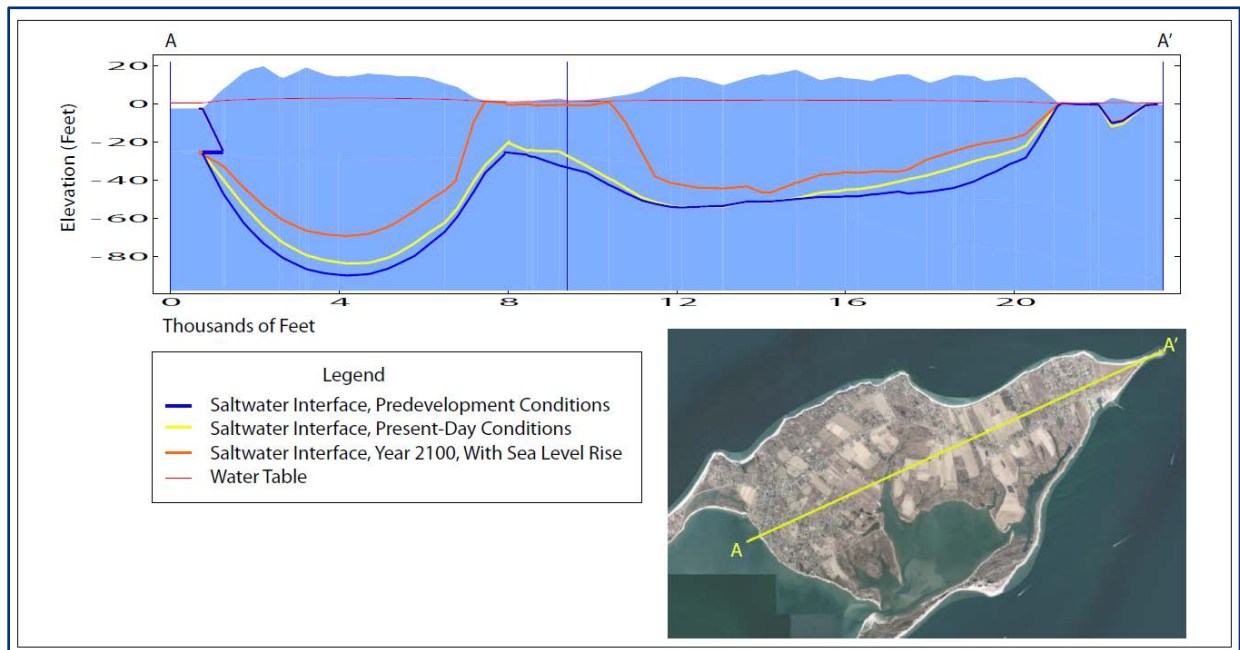 A A'
20
0
-20
-40
-60
-80
Elevation (Feet)
0 4 8 12 16 20
Thousands of Feet
Legend
Saltwater Interface, Predevelopment Conditions
Saltwater Interface, Present-Day Conditions
Saltwater Interface, Year 2100, With Sea Level Rise
Water Table
A'
A